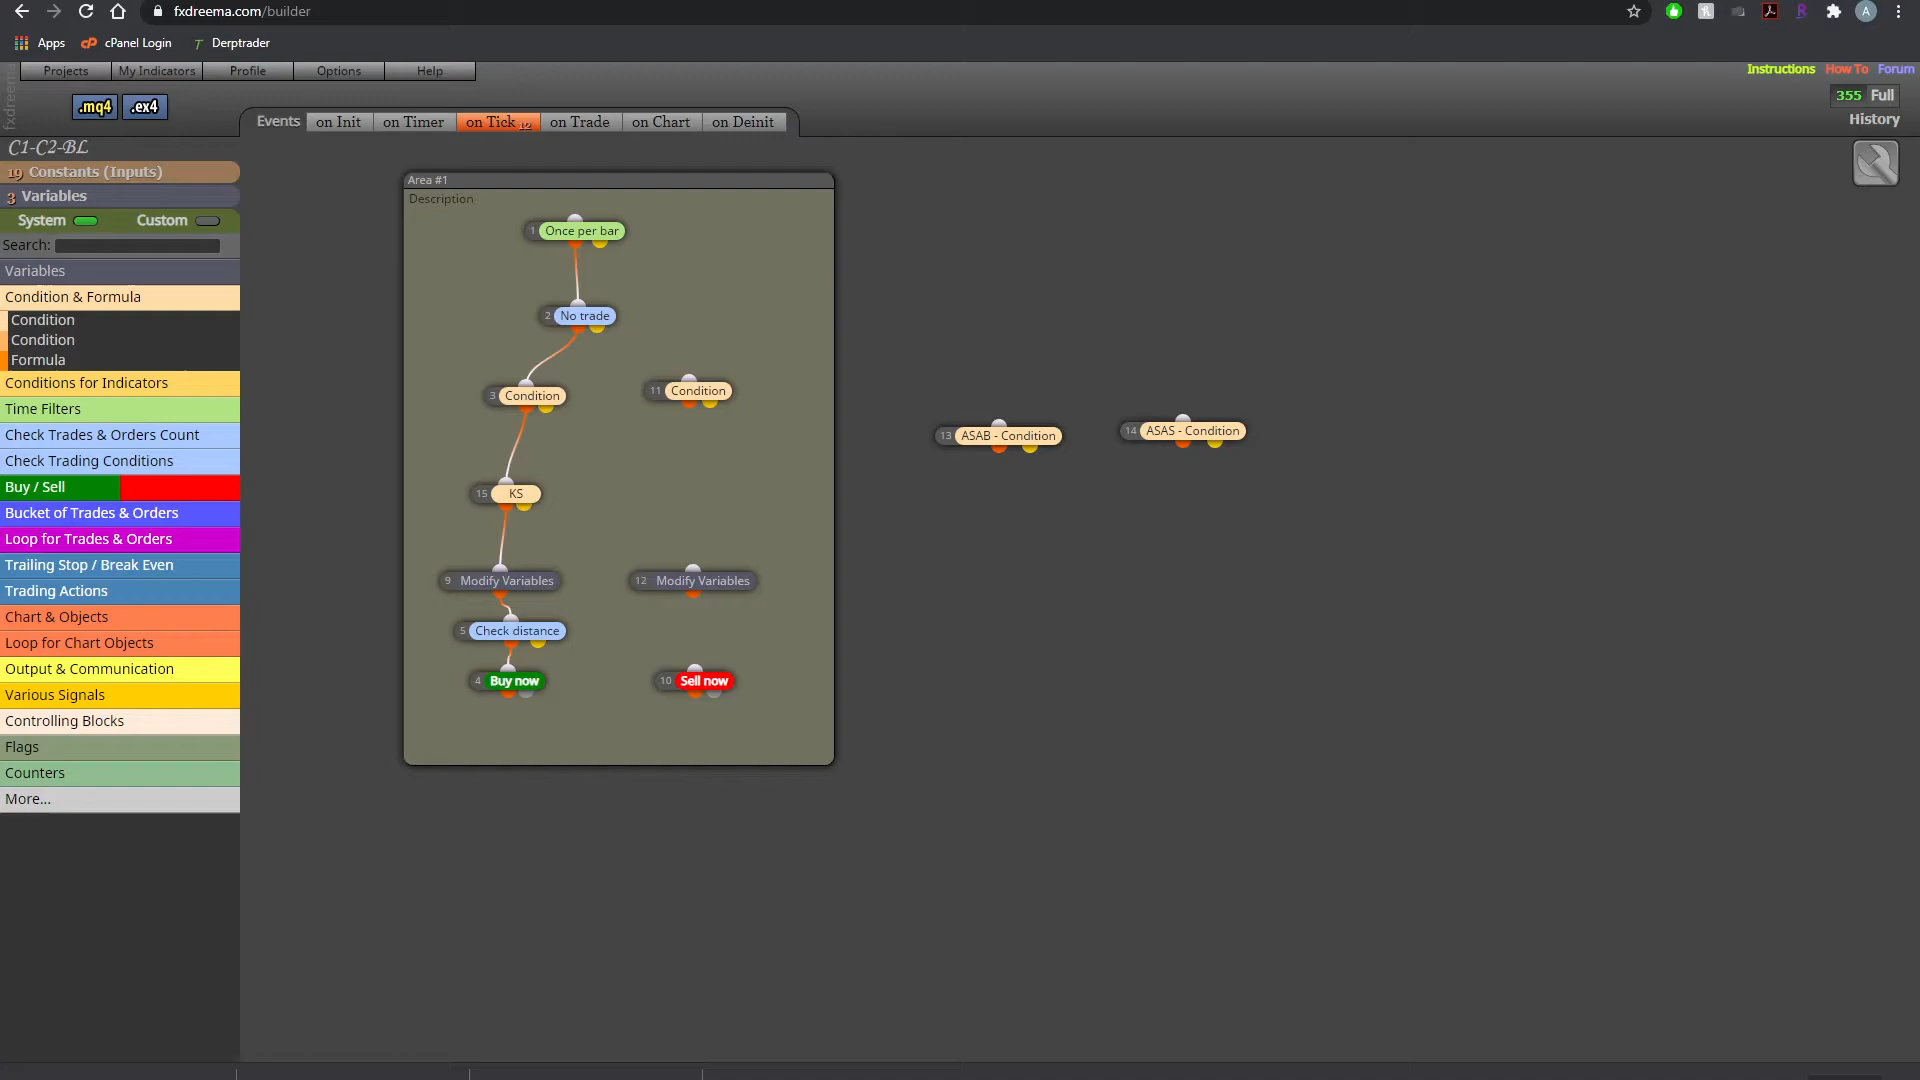 fxdreema.com/builder
A
Apps
cPanel Login
Derptrader
Projects
My Indicators
Profile
Options
Help
Instructions
How To
Forum
fxdreema
.mq4
.ex4
355 Full
History
Events
on Init
on Timer
on Tick 12
on Trade
on Chart
on Deinit
C1-C2-BL
19 Constants (Inputs)
3 Variables
System
Custom
Search:
Variables
Condition & Formula
Condition
Condition
Formula
Conditions for Indicators
Time Filters
Check Trades & Orders Count
Check Trading Conditions
Buy / Sell
Bucket of Trades & Orders
Loop for Trades & Orders
Trailing Stop / Break Even
Trading Actions
Chart & Objects
Loop for Chart Objects
Output & Communication
Various Signals
Controlling Blocks
Flags
Counters
More...
Area #1
Description
1 Once per bar
2 No trade
3 Condition
11 Condition
13 ASAB - Condition
14 ASAS - Condition
15 KS
9 Modify Variables
12 Modify Variables
5 Check distance
4 Buy now
10 Sell now